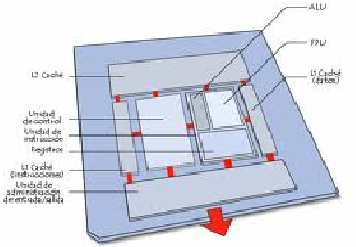 ALU
FPU
L1 Caché
(datos)
L2 Caché
Unidad
de control
Unidad de
instrucción
Registros
L1 Caché
(instrucciones)
Unidad de
administración
de entrada/salida